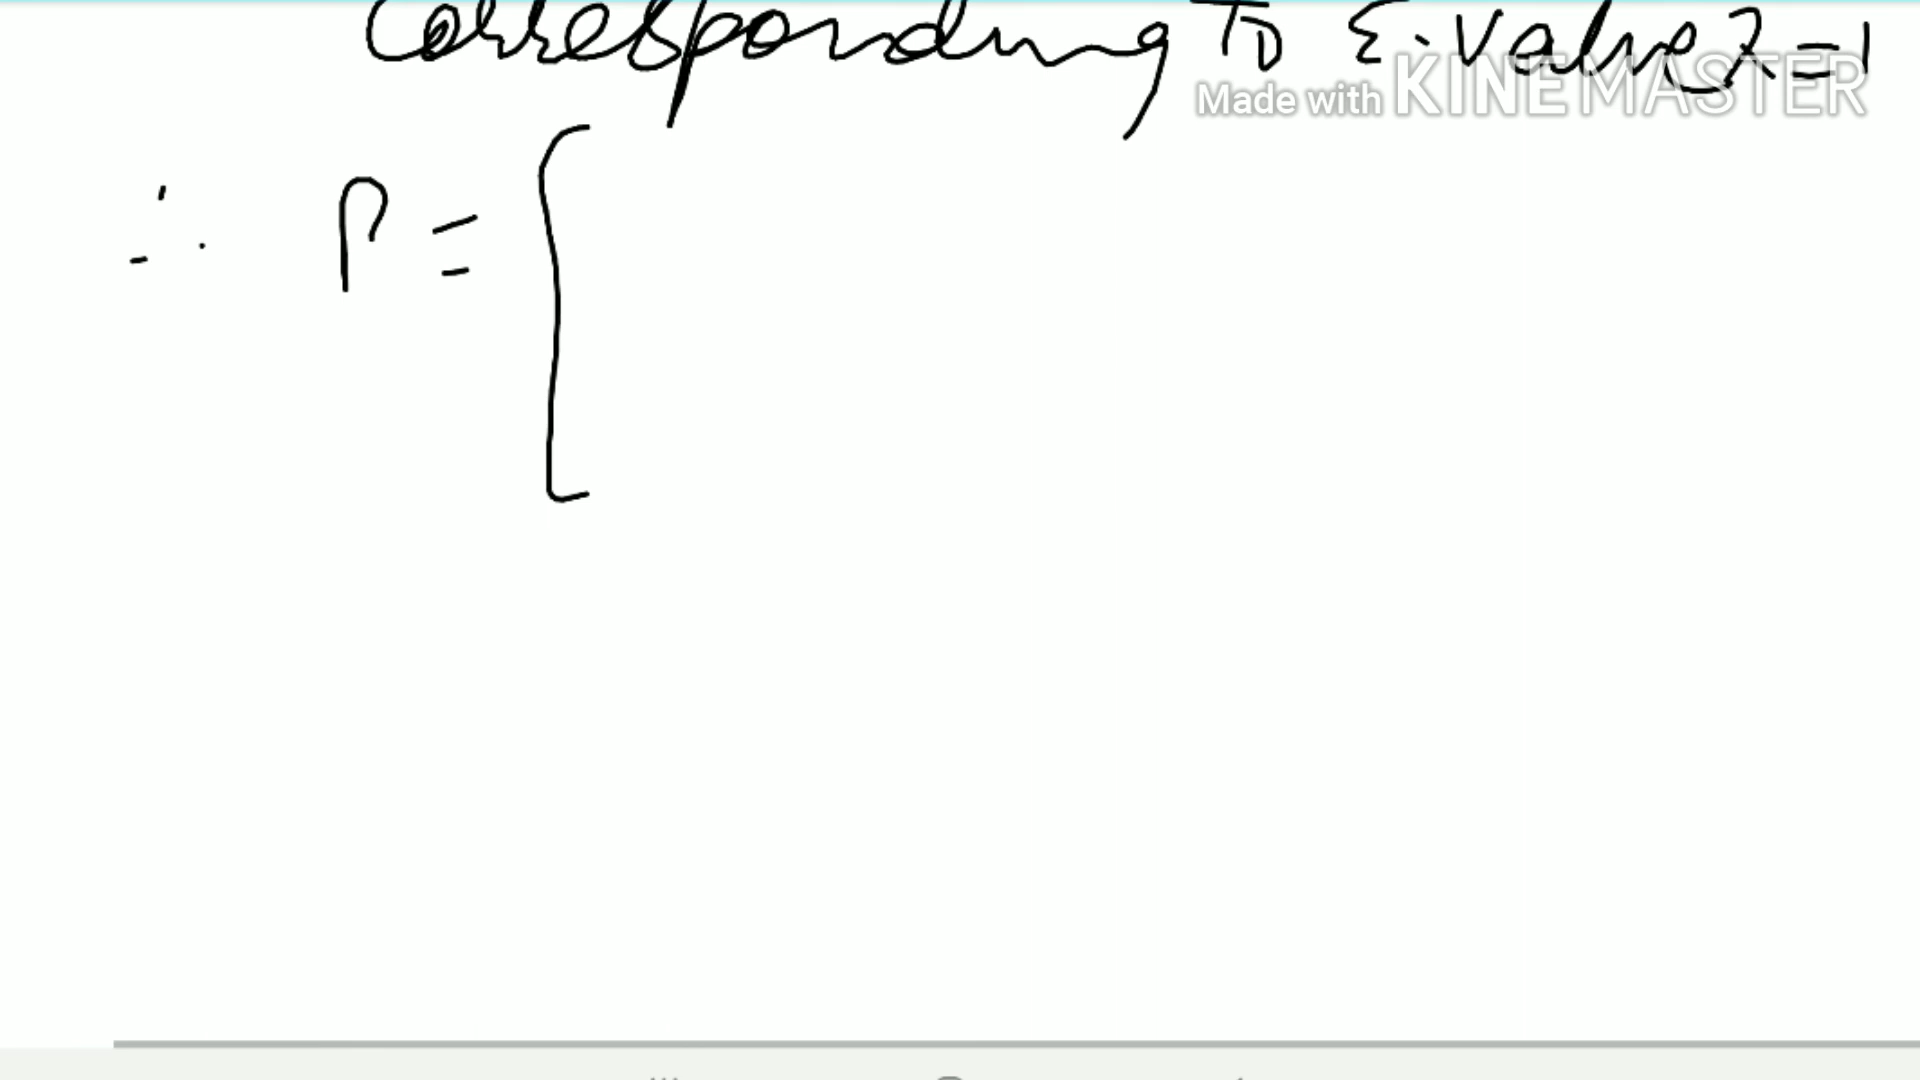 Corresponding To E. Value λ=1
Made with KINEMASTER
∴ P = [